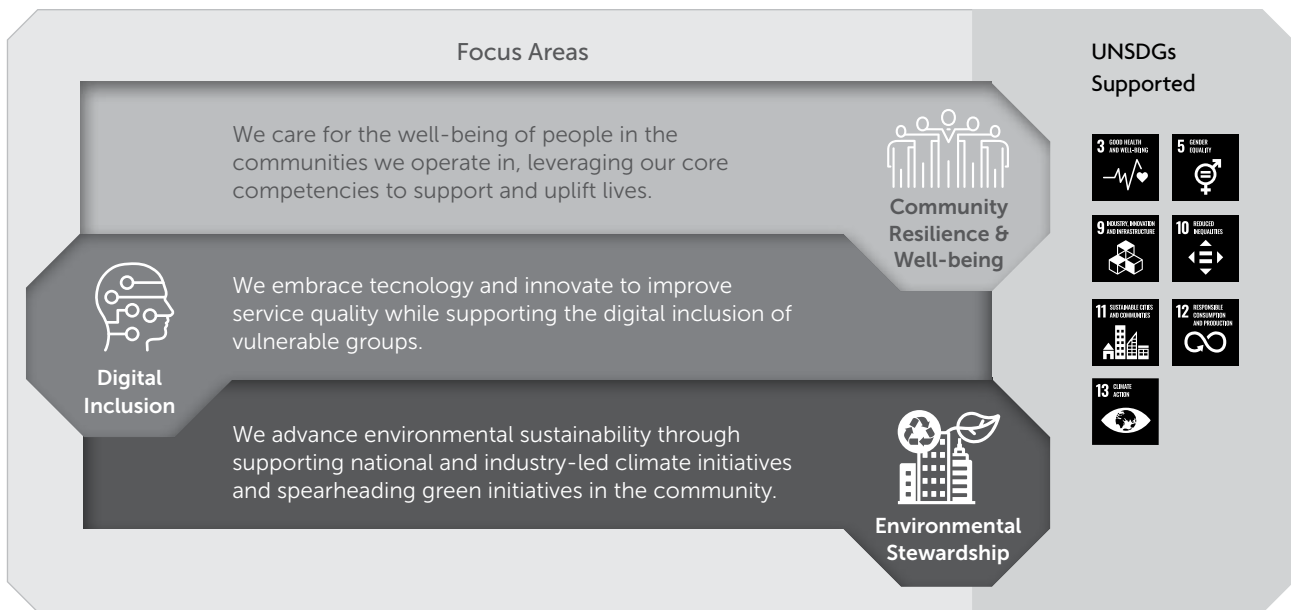 Focus Areas
We care for the well-being of people in the
communities we operate in, leveraging our core
competencies to support and uplift lives.
Community
Resilience &
Well-being
Digital
Inclusion
We embrace tecnology and innovate to improve
service quality while supporting the digital inclusion of
vulnerable groups.
We advance environmental sustainability through
supporting national and industry-led climate initiatives
and spearheading green initiatives in the community.
Environmental
Stewardship
UNSDGs
Supported
3 GOOD HEALTH
AND WELL-BEING
5 GENDER
EQUALITY
9 INDUSTRY, INNOVATION
AND INFRASTRUCTURE
10 REDUCED
INEQUALITIES
11 SUSTAINABLE CITIES
AND COMMUNITIES
12 RESPONSIBLE
CONSUMPTION
AND PRODUCTION
13 CLIMATE
ACTION